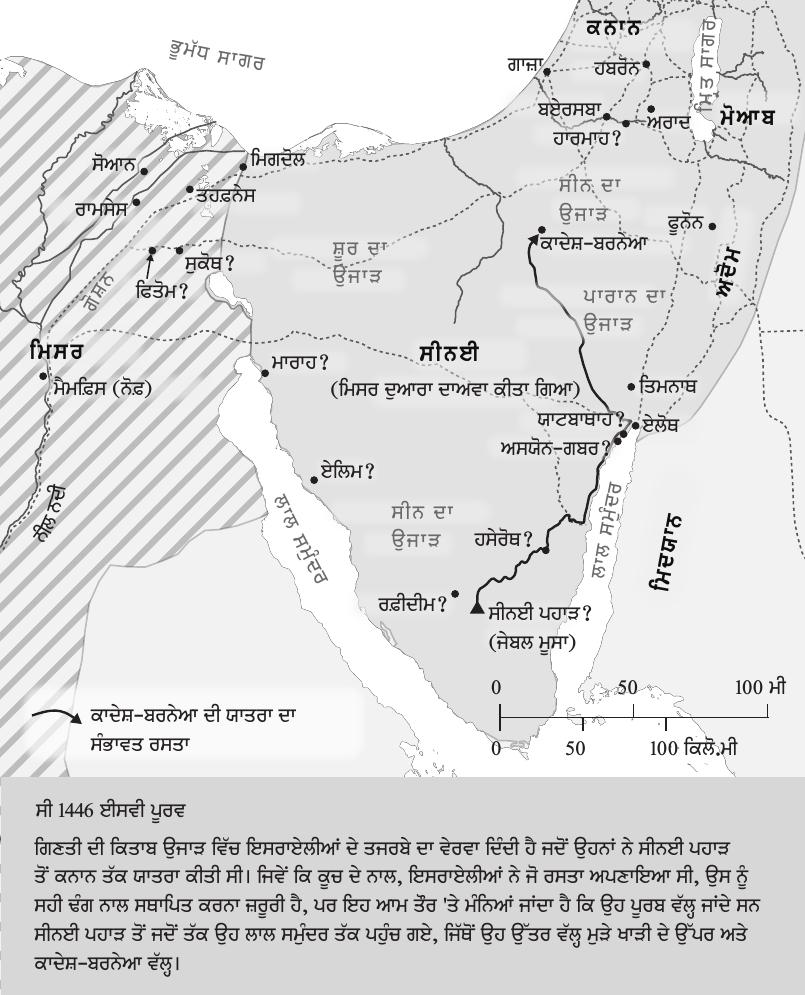 ਭੂਮੱਧ ਸਾਗਰ
ਕਨਾਨ
ਗਾਜ਼ਾ
ਹਬਰੋਨ
ਮ੍ਰਿਤ ਸਾਗਰ
ਬਏਰਸਬਾ
ਅਰਾਦ
ਮੋਆਬ
ਹਾਰਮਾਹ?
ਮਿਗਦੋਲ
ਸੋਆਨ
ਤਹਫ਼ਨੇਸ
ਰਾਮਸੇਸ
ਸੀਨ ਦਾ
ਉਜਾੜ
ਫੂਨੋਨ
ਕਾਦੇਸ਼-ਬਰਨੇਆ
ਸ਼ੂਰ ਦਾ
ਉਜਾੜ
ਸੁਕੋਥ?
ਫਿਤੋਮ?
ਗੋਸ਼ਨ
ਅਦੋਮ
ਪਾਰਾਨ ਦਾ
ਉਜਾੜ
ਮਿਸਰ
ਸੀਨਈ
ਮਾਰਾਹ?
ਮੈਮਫ਼ਿਸ (ਨੋਫ਼)
(ਮਿਸਰ ਦੁਆਰਾ ਦਾਅਵਾ ਕੀਤਾ ਗਿਆ)
ਤਿਮਨਾਥ
ਯਾਟਬਾਥਾਹ?
ਏਲੋਥ
ਅਸਯੋਨ-ਗਬਰ?
ਏਲਿਮ?
ਨੀਲ ਨਦੀ
ਲਾਲ ਸਮੁੰਦਰ
ਸੀਨ ਦਾ
ਉਜਾੜ
ਹਸੇਰੋਥ?
ਲਾਲ ਸਮੁੰਦਰ
ਮਿਦਯਾਨ
ਰਫ਼ੀਦੀਮ?
ਸੀਨਈ ਪਹਾੜ?
(ਜੇਬਲ ਮੂਸਾ)
0 50 100 ਮੀ
0 50 100 ਕਿਲੋ.ਮੀ
ਕਾਦੇਸ਼-ਬਰਨੇਆ ਦੀ ਯਾਤਰਾ ਦਾ
ਸੰਭਾਵਤ ਰਸਤਾ
ਸੀ 1446 ਈਸਵੀ ਪੂਰਵ
ਗਿਣਤੀ ਦੀ ਕਿਤਾਬ ਉਜਾੜ ਵਿੱਚ ਇਸਰਾਏਲੀਆਂ ਦੇ ਤਜਰਬੇ ਦਾ ਵੇਰਵਾ ਦਿੰਦੀ ਹੈ ਜਦੋਂ ਉਹਨਾਂ ਨੇ ਸੀਨਈ ਪਹਾੜ
ਤੋਂ ਕਨਾਨ ਤੱਕ ਯਾਤਰਾ ਕੀਤੀ ਸੀ। ਜਿਵੇਂ ਕਿ ਕੂਚ ਦੇ ਨਾਲ, ਇਸਰਾਏਲੀਆਂ ਨੇ ਜੋ ਰਸਤਾ ਅਪਣਾਇਆ ਸੀ, ਉਸ ਨੂੰ
ਸਹੀ ਢੰਗ ਨਾਲ ਸਥਾਪਿਤ ਕਰਨਾ ਜ਼ਰੂਰੀ ਹੈ, ਪਰ ਇਹ ਆਮ ਤੌਰ 'ਤੇ ਮੰਨਿਆਂ ਜਾਂਦਾ ਹੈ ਕਿ ਉਹ ਪੂਰਬ ਵੱਲ੍ਹ ਜਾਂਦੇ ਸਨ
ਸੀਨਈ ਪਹਾੜ ਤੋਂ ਜਦੋਂ ਤੱਕ ਉਹ ਲਾਲ ਸਮੁੰਦਰ ਤੱਕ ਪਹੁੰਚ ਗਏ, ਜਿੱਥੋਂ ਉਹ ਉੱਤਰ ਵੱਲ੍ਹ ਮੁੜੇ ਖਾੜੀ ਦੇ ਉੱਪਰ ਅਤੇ
ਕਾਦੇਸ਼-ਬਰਨੇਆ ਵੱਲ੍ਹ।